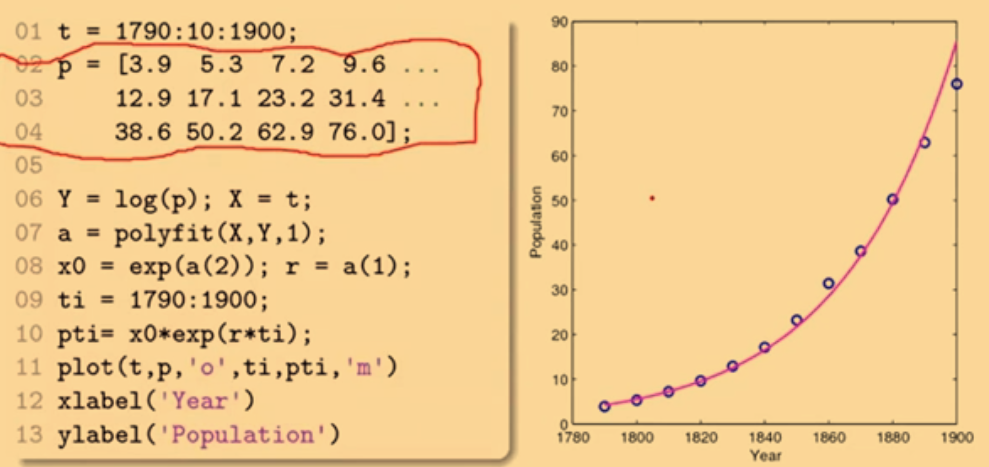 01 t = 1790:10:1900;
02 p = [3.9 5.3 7.2 9.6 ...
03 12.9 17.1 23.2 31.4 ...
04 38.6 50.2 62.9 76.0];
05
06 Y = log(p); X = t;
07 a = polyfit(X,Y,1);
08 x0 = exp(a(2)); r = a(1);
09 ti = 1790:1900;
10 pti= x0*exp(r*ti);
11 plot(t,p,'o',ti,pti,'m')
12 xlabel('Year')
13 ylabel('Population')
90
80
70
60
50
40
30
20
10
0
Population
1780 1800 1820 1840 1860 1880 1900
Year